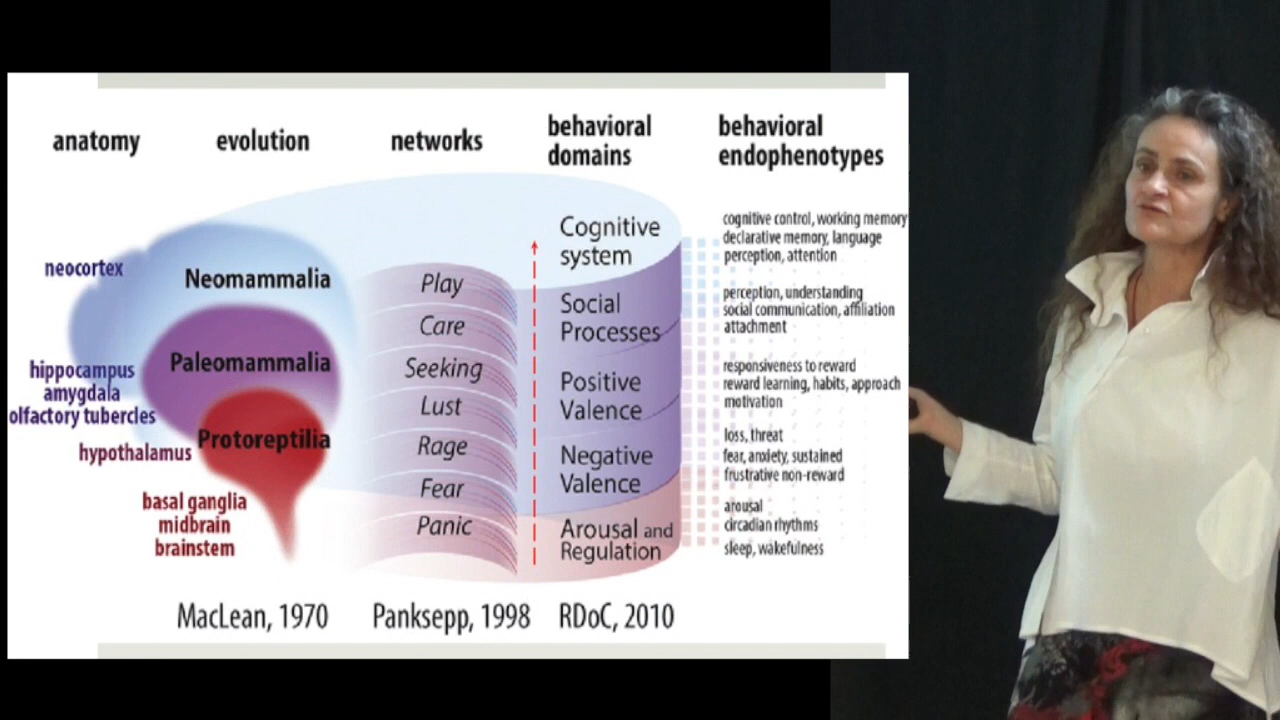 anatomy
evolution
networks
behavioral
domains
behavioral
endophenotypes
neocortex
hippocampus
amygdala
olfactory tubercles
hypothalamus
basal ganglia
midbrain
brainstem
Neomammalia
Paleomammalia
Protoreptilia
Play
Care
Seeking
Lust
Rage
Fear
Panic
Cognitive
system
Social
Processes
Positive
Valence
Negative
Valence
Arousal and
Regulation
cognitive control, working memory
declarative memory, language
perception, attention
perception, understanding
social communication, affiliation
attachment
responsiveness to reward
reward learning, habits, approach
motivation
loss, threat
fear, anxiety, sustained
frustrative non-reward
arousal
circadian rhythms
sleep, wakefulness
MacLean, 1970
Panksepp, 1998
RDoC, 2010